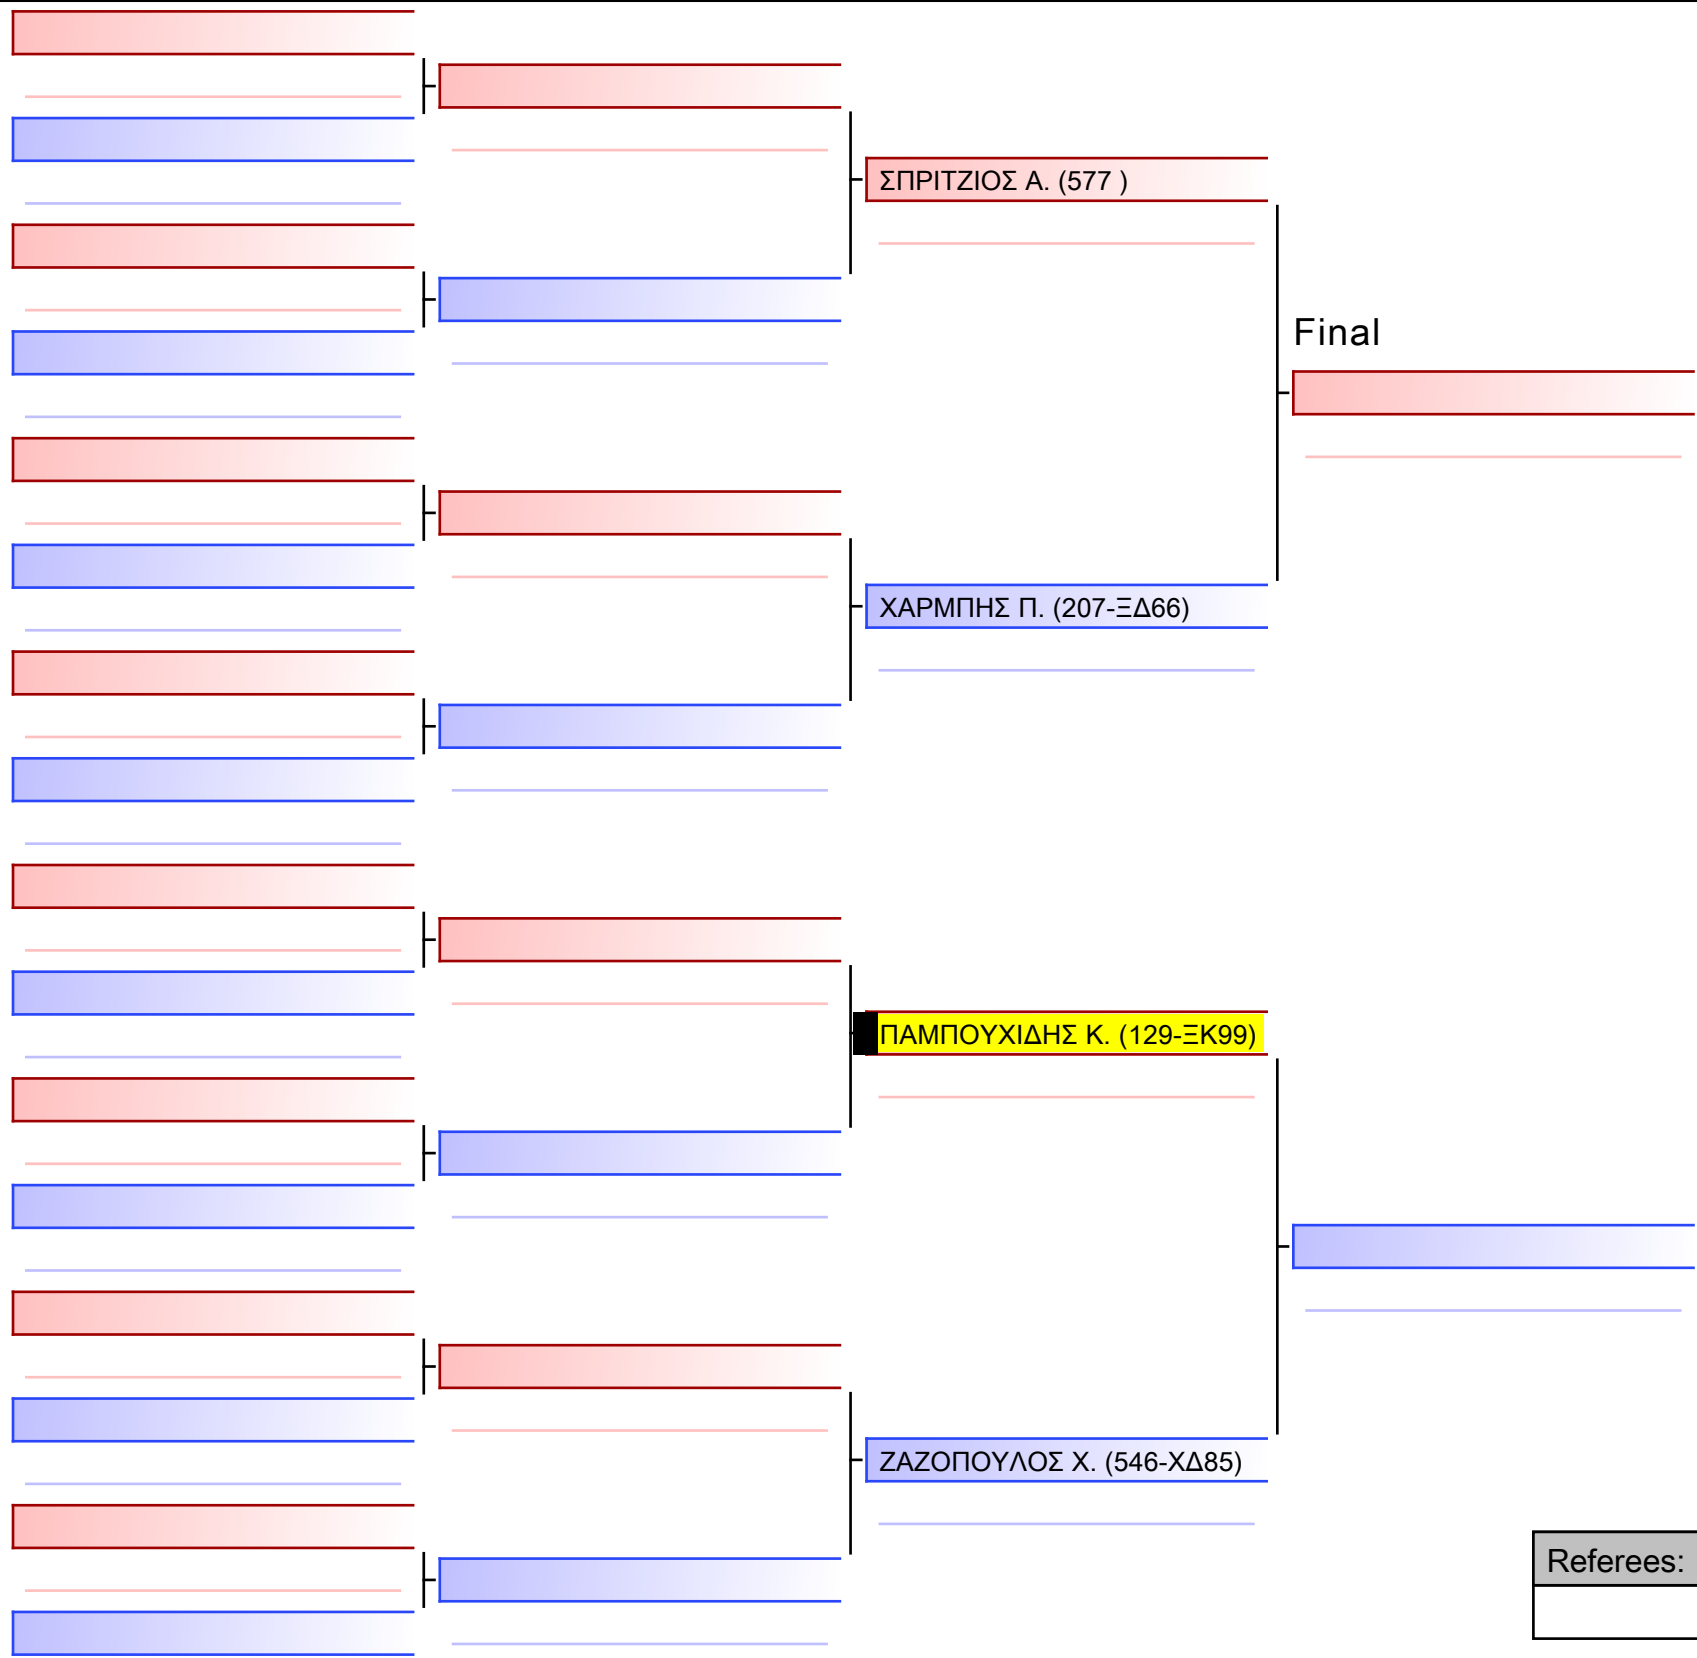 ΣΠΡΙΤΖΙΟΣ Α. (577 )
Final
ΧΑΡΜΠΗΣ Π. (207-ΞΔ66)
ΠΑΜΠΟΥΧΙΔΗΣ Κ. (129-ΞΚ99)
ΖΑΖΟΠΟΥΛΟΣ Χ. (546-ΧΔ85)
Referees: